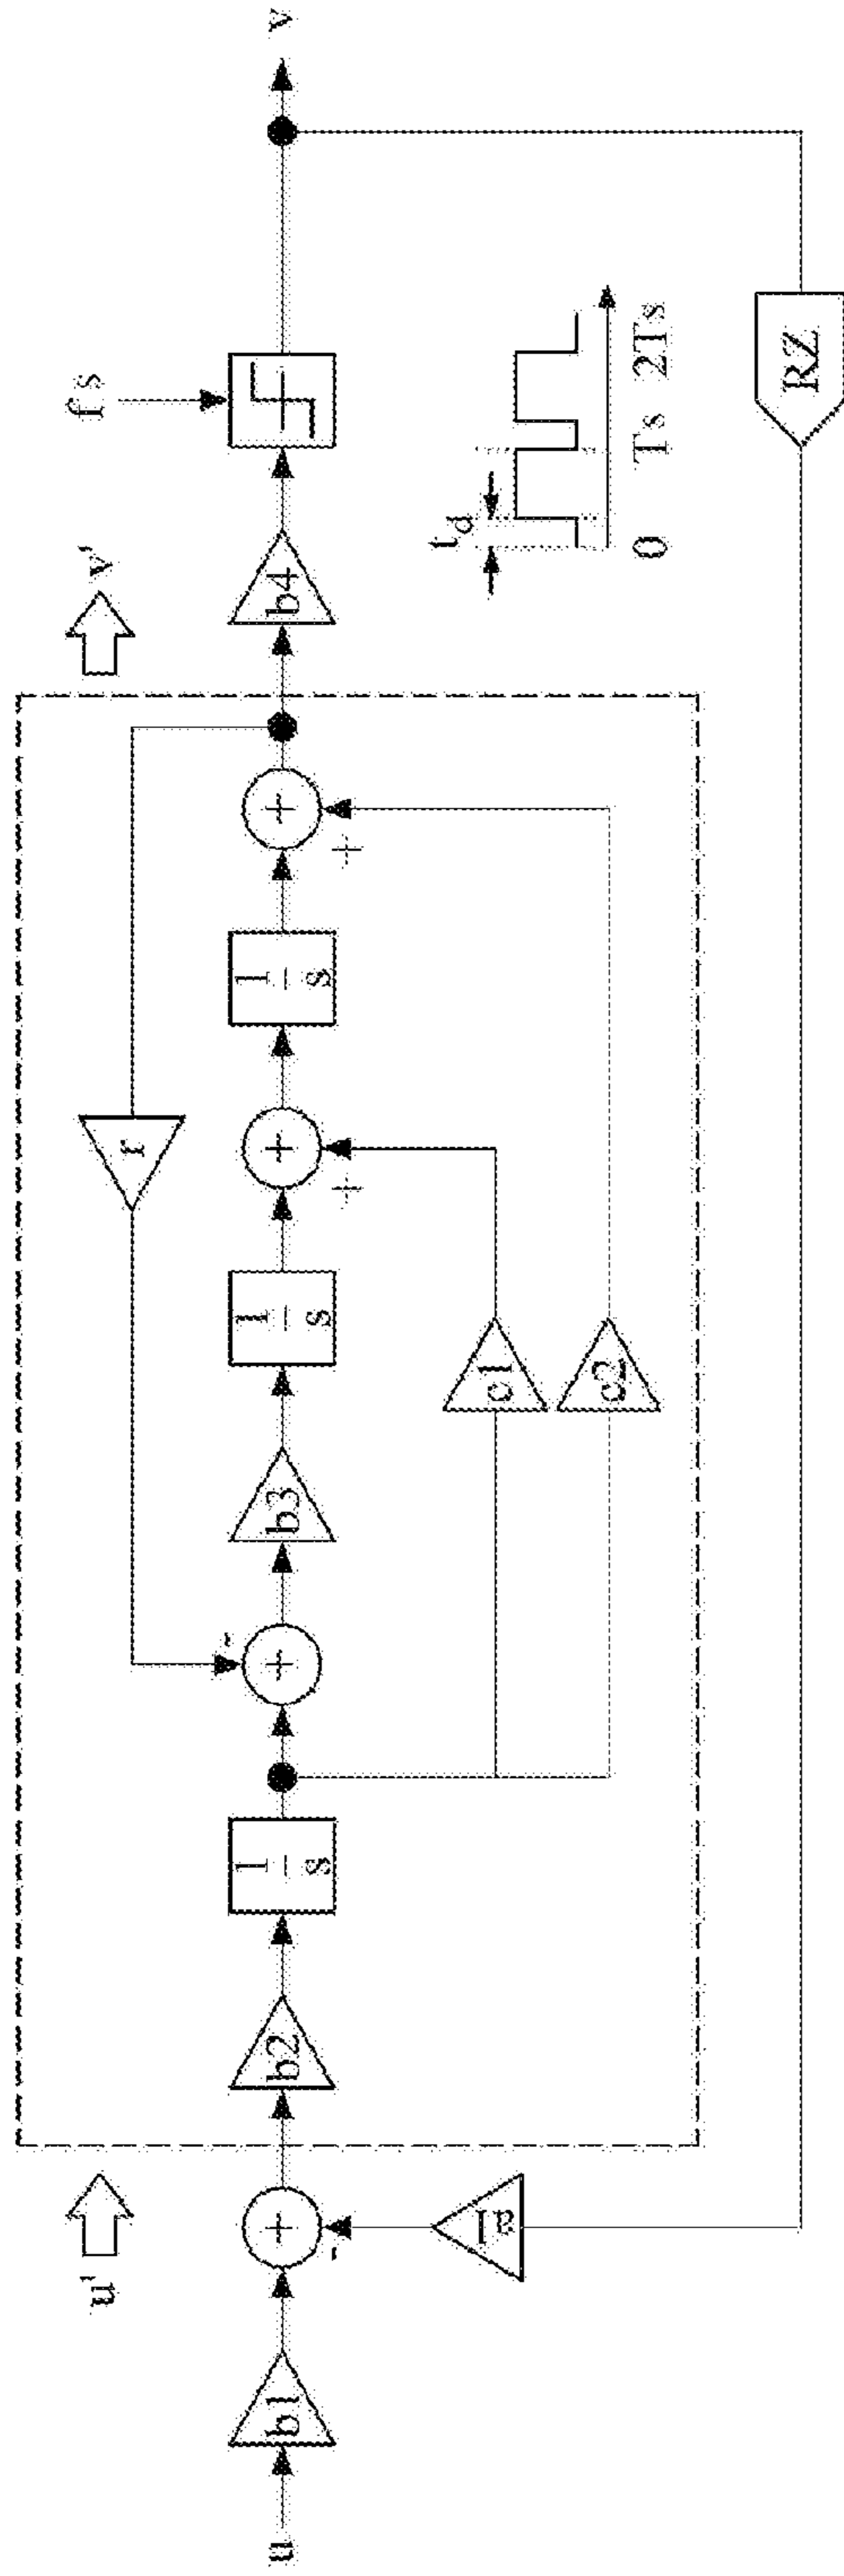 u
b1
u'
a1
b2
1
s
b3
r
-
c1
c2
1
s
+
1
s
+
v'
b4
fs
v
td
0 Ts 2Ts
RZ
-
+
+
+
+